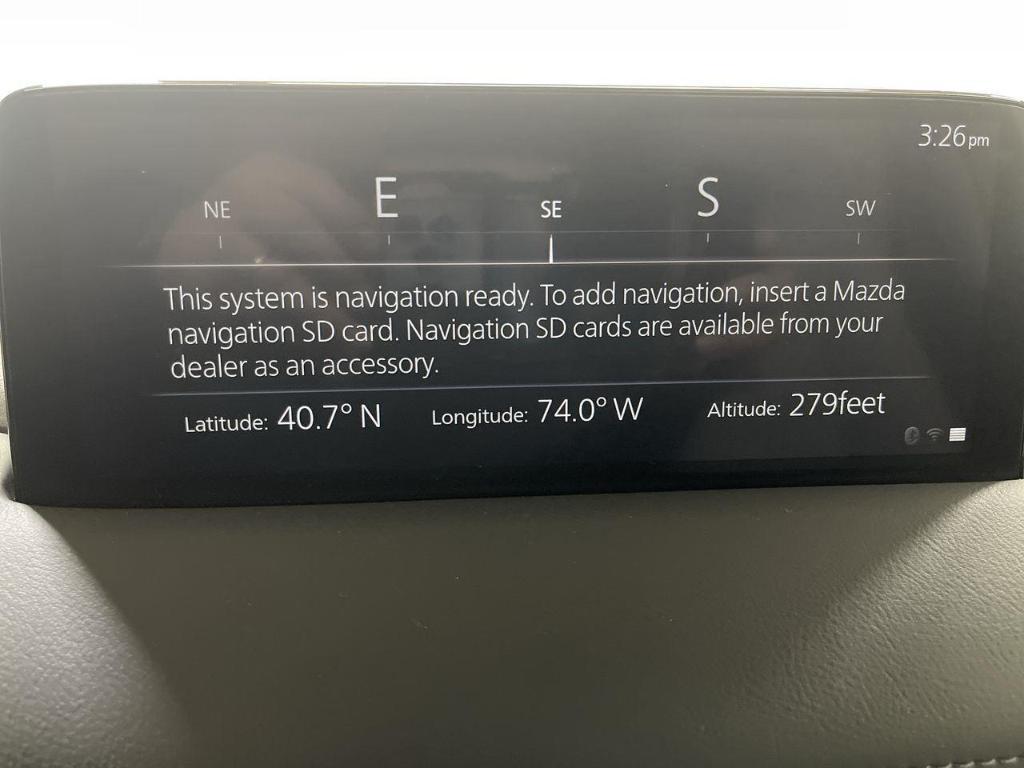 3:26pm
NE E SE S SW
This system is navigation ready. To add navigation, insert a Mazda
navigation SD card. Navigation SD cards are available from your
dealer as an accessory.
Latitude: 40.7° N Longitude: 74.0° W Altitude: 279feet